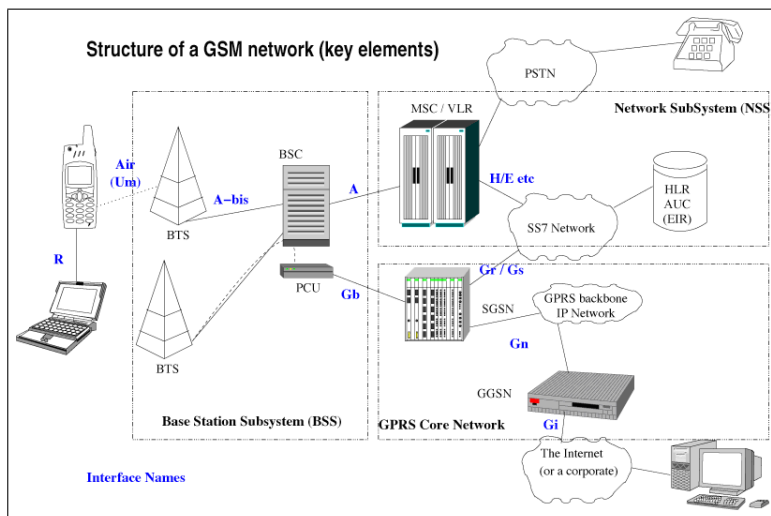 Structure of a GSM network (key elements)
PSTN
MSC / VLR
Network SubSystem (NSS
BSC
Air
(Um)
A-bis
A
H/E etc
HLR
AUC
(EIR)
BTS
SS7 Network
R
PCU
Gb
Gr / Gs
SGSN
GPRS backbone
IP Network
Gn
BTS
GGSN
Base Station Subsystem (BSS)
GPRS Core Network
Gi
The Internet
(or a corporate)
Interface Names